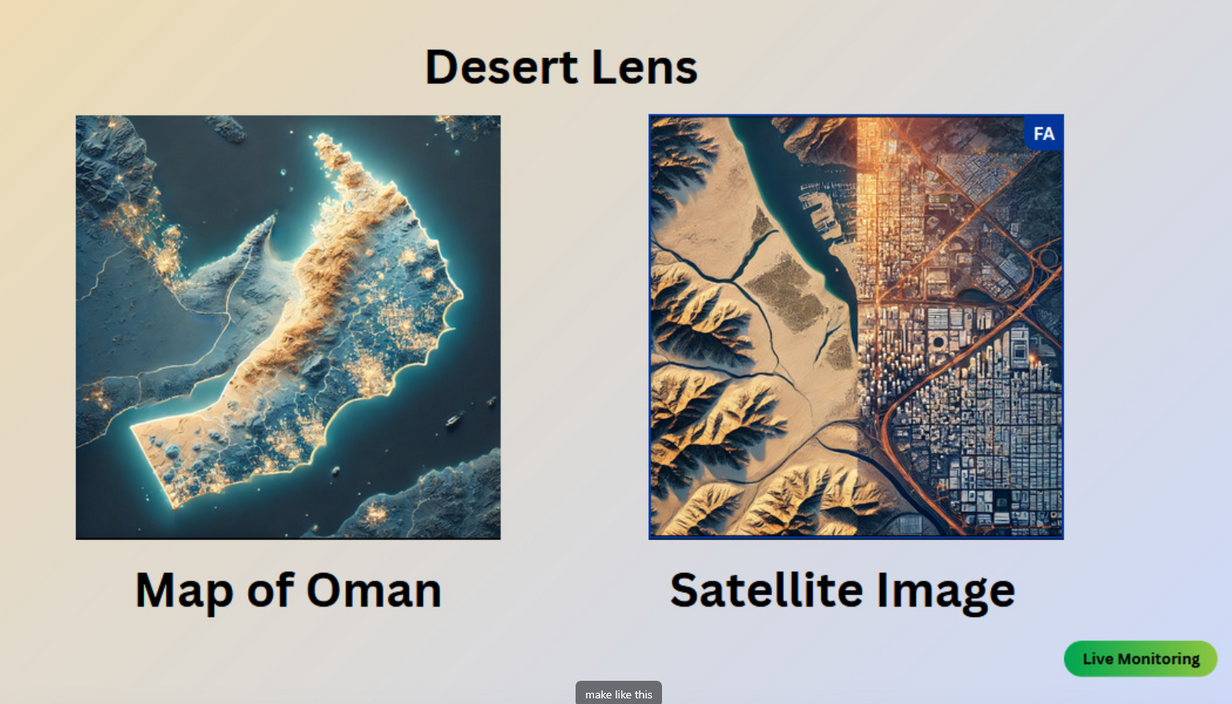 Desert Lens
FA
Map of Oman
Satellite Image
Live Monitoring
make like this